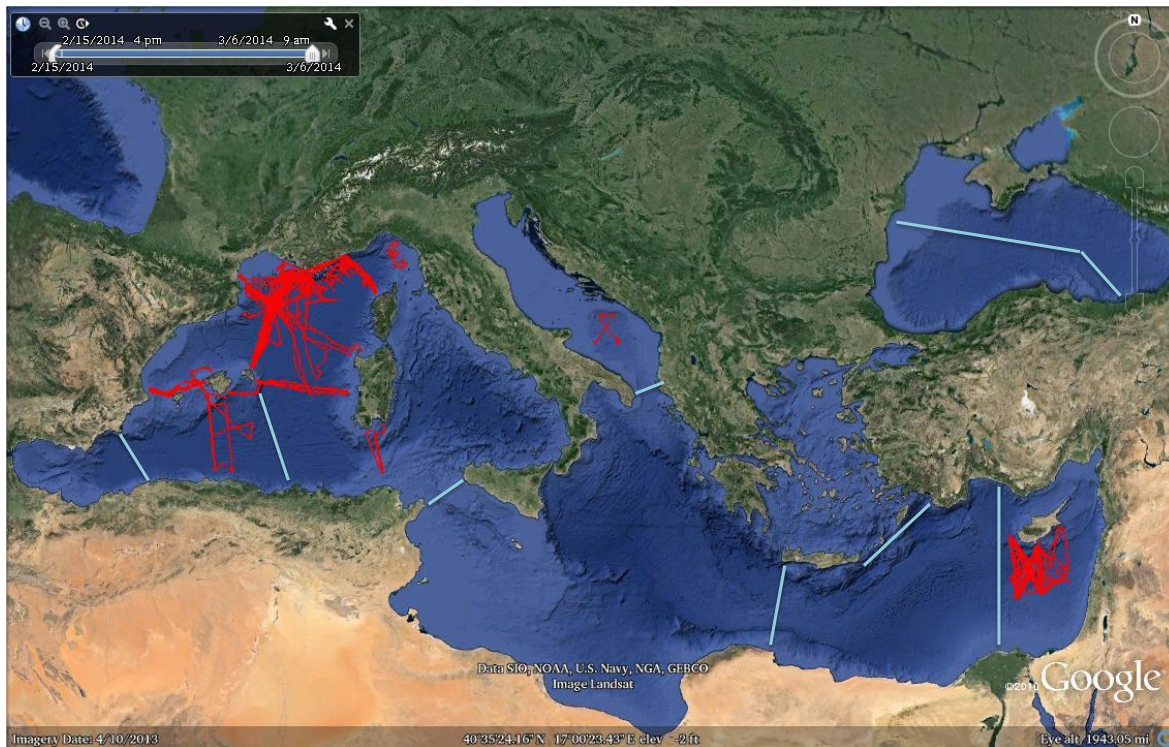 2/15/2014 4 pm 3/6/2014 9 am
2/15/2014 3/6/2014
N
Data SIO, NOAA, U.S. Navy, NGA, GEBCO
Image Landsat
©2010 Google
Imagery Date: 4/10/2013 40°35'24.16" N 17°00'23.43" E elev -2 ft Eye alt 1943.05 mi